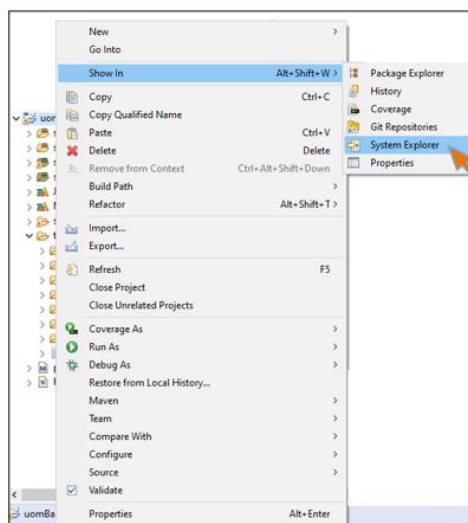 New
Go Into
Show In Alt+Shift+W
Copy Ctrl+C
Copy Qualified Name
Paste Ctrl+V
Delete Delete
Remove from Context Ctrl+Alt+Shift+Down
Build Path
Refactor Alt+Shift+T
Import...
Export...
Refresh F5
Close Project
Close Unrelated Projects
Coverage As
Run As
Debug As
Restore from Local History...
Maven
Team
Compare With
Configure
Source
Validate
Properties Alt+Enter
Package Explorer
History
Coverage
Git Repositories
System Explorer
Properties
uomBa